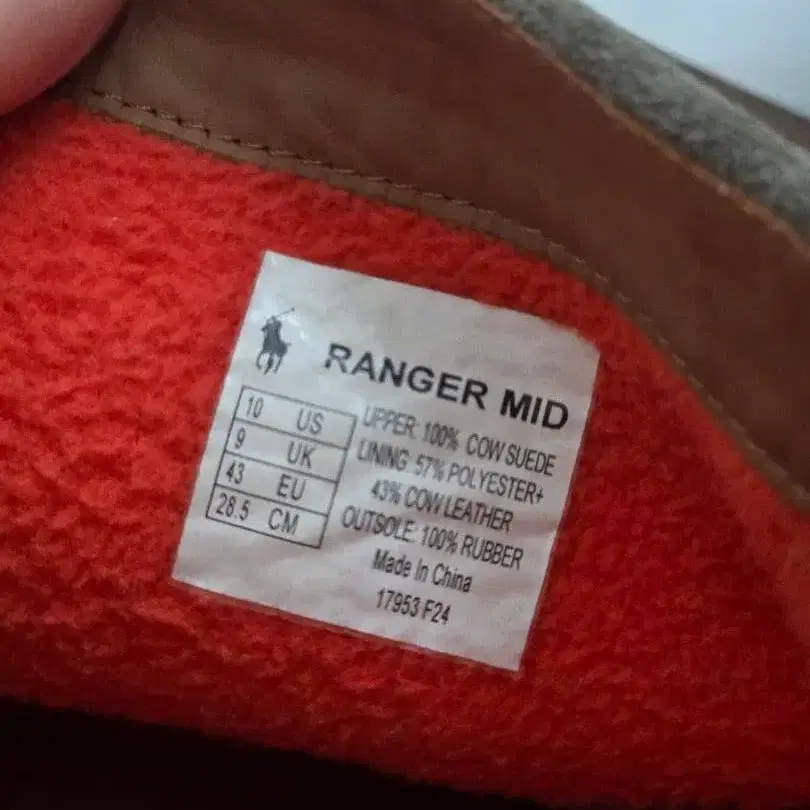 RANGER MID
10 US
9 UK
43 EU
28.5 CM
UPPER: 100% COW SUEDE
LINING: 57% POLYESTER+
43% COW LEATHER
OUTSOLE: 100% RUBBER
Made In China
17953 F24